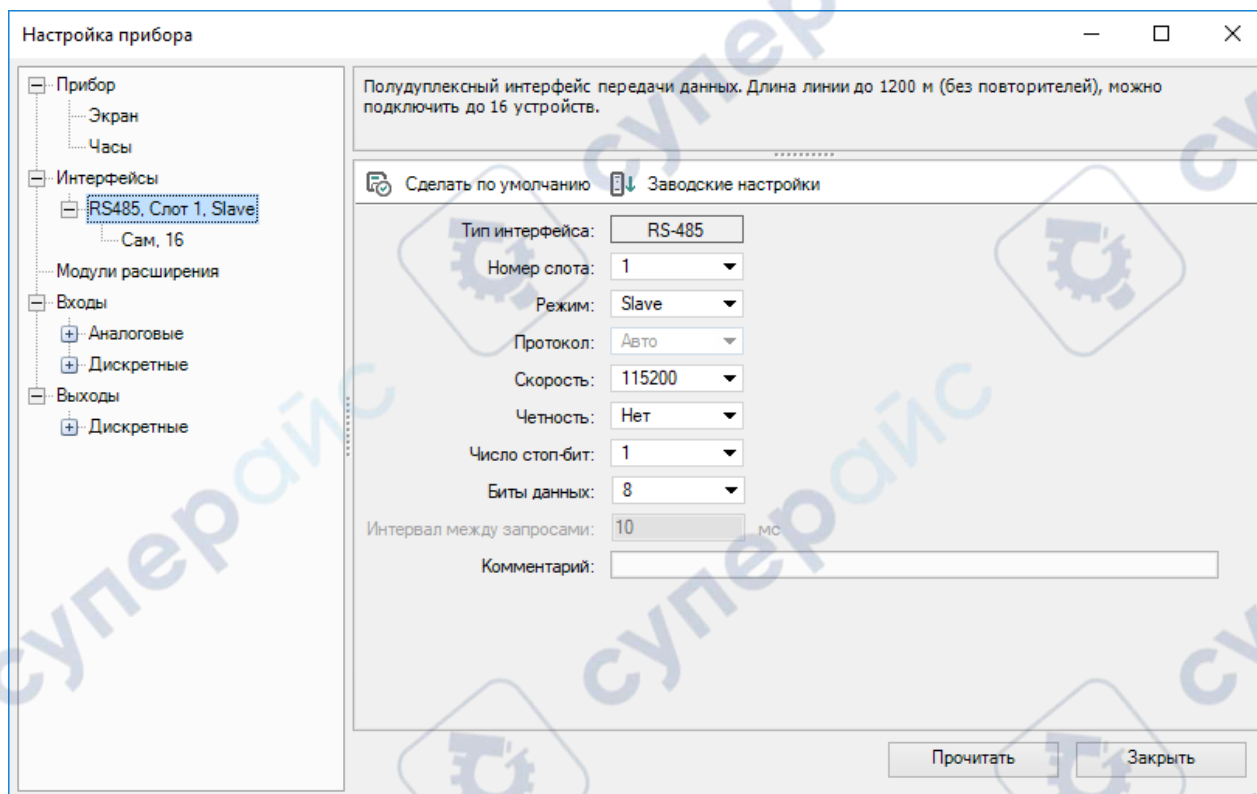 Настройка прибора
Прибор
Экран
Часы
Интерфейсы
RS485, Слот 1, Slave
Сам, 16
Модули расширения
Входы
Аналоговые
Дискретные
Выходы
Дискретные
Полудуплексный интерфейс передачи данных. Длина линии до 1200 м (без повторителей), можно
подключить до 16 устройств.
Сделать по умолчанию Заводские настройки
Тип интерфейса: RS-485
Номер слота: 1
Режим: Slave
Протокол: Авто
Скорость: 115200
Четность: Нет
Число стоп-бит: 1
Биты данных: 8
Интервал между запросами: 10 мс
Комментарий:
Прочитать Закрыть
суперайс
суперайс